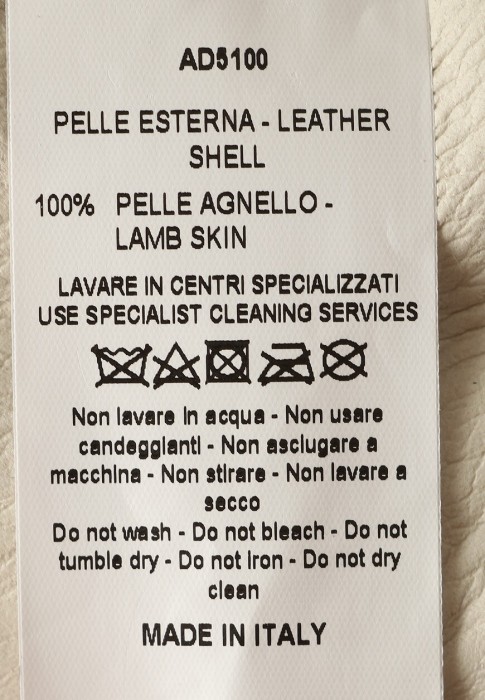 AD5100
PELLE ESTERNA - LEATHER
SHELL
100% PELLE AGNELLO -
LAMB SKIN
LAVARE IN CENTRI SPECIALIZZATI
USE SPECIALIST CLEANING SERVICES
Non lavare in acqua - Non usare
candeggianti - Non asciugare a
macchina - Non stirare - Non lavare a
secco
Do not wash - Do not bleach - Do not
tumble dry - Do not iron - Do not dry
clean
MADE IN ITALY